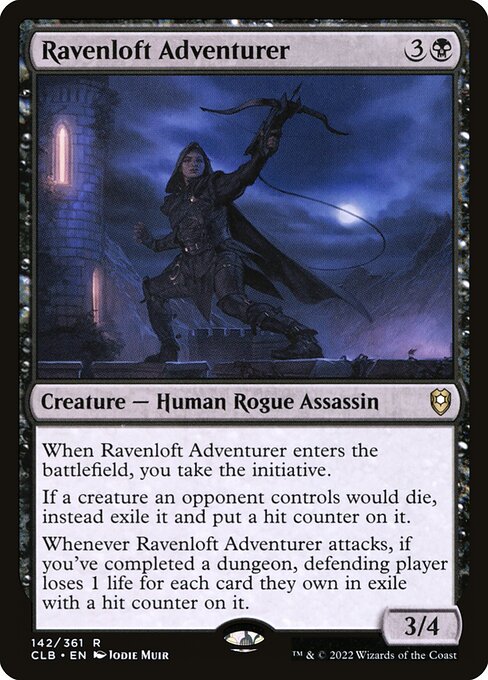 Ravenloft Adventurer 3
Creature — Human Rogue Assassin
When Ravenloft Adventurer enters the
battlefield, you take the initiative.
If a creature an opponent controls would die,
instead exile it and put a hit counter on it.
Whenever Ravenloft Adventurer attacks, if
you've completed a dungeon, defending player
loses 1 life for each card they own in exile
with a hit counter on it.
3/4
142/361 R
CLB • EN Iodie Muir
™ & © 2022 Wizards of the Coast